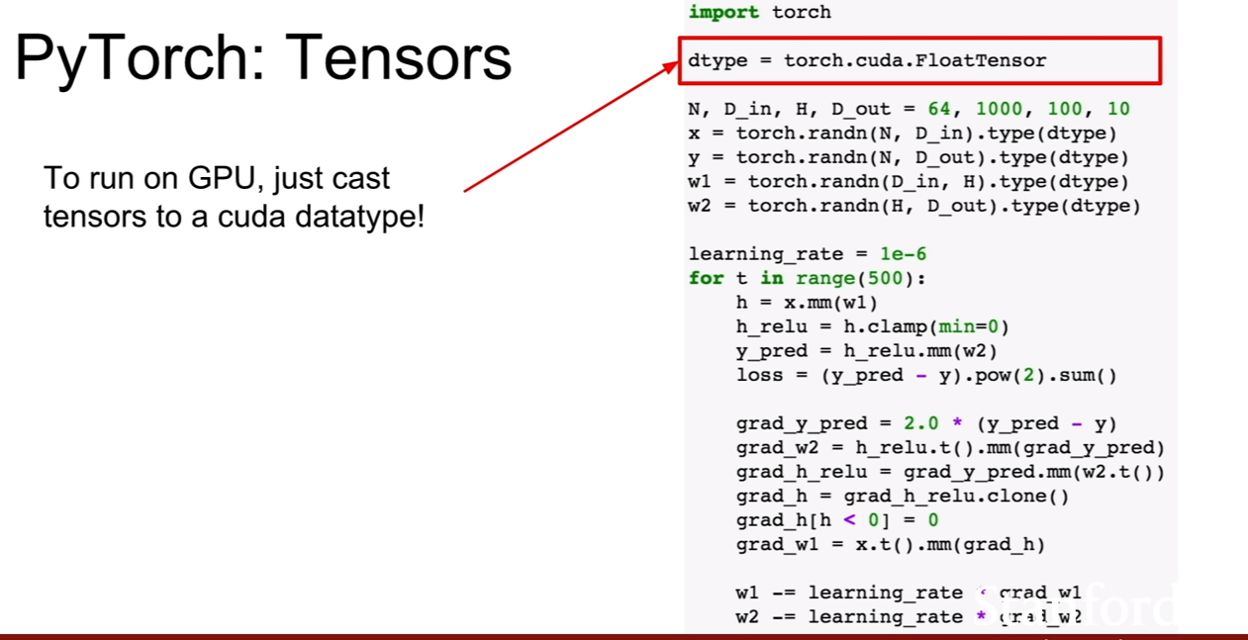 PyTorch: Tensors
To run on GPU, just cast
tensors to a cuda datatype!
import torch
dtype = torch.cuda.FloatTensor
N, D_in, H, D_out = 64, 1000, 100, 10
x = torch.randn(N, D_in).type(dtype)
y = torch.randn(N, D_out).type(dtype)
w1 = torch.randn(D_in, H).type(dtype)
w2 = torch.randn(H, D_out).type(dtype)
learning_rate = 1e-6
for t in range(500):
    h = x.mm(w1)
    h_relu = h.clamp(min=0)
    y_pred = h_relu.mm(w2)
    loss = (y_pred - y).pow(2).sum()
    grad_y_pred = 2.0 * (y_pred - y)
    grad_w2 = h_relu.t().mm(grad_y_pred)
    grad_h_relu = grad_y_pred.mm(w2.t())
    grad_h = grad_h_relu.clone()
    grad_h[h < 0] = 0
    grad_w1 = x.t().mm(grad_h)
    w1 -= learning_rate * grad_w1
    w2 -= learning_rate * grad_w2
Stanford